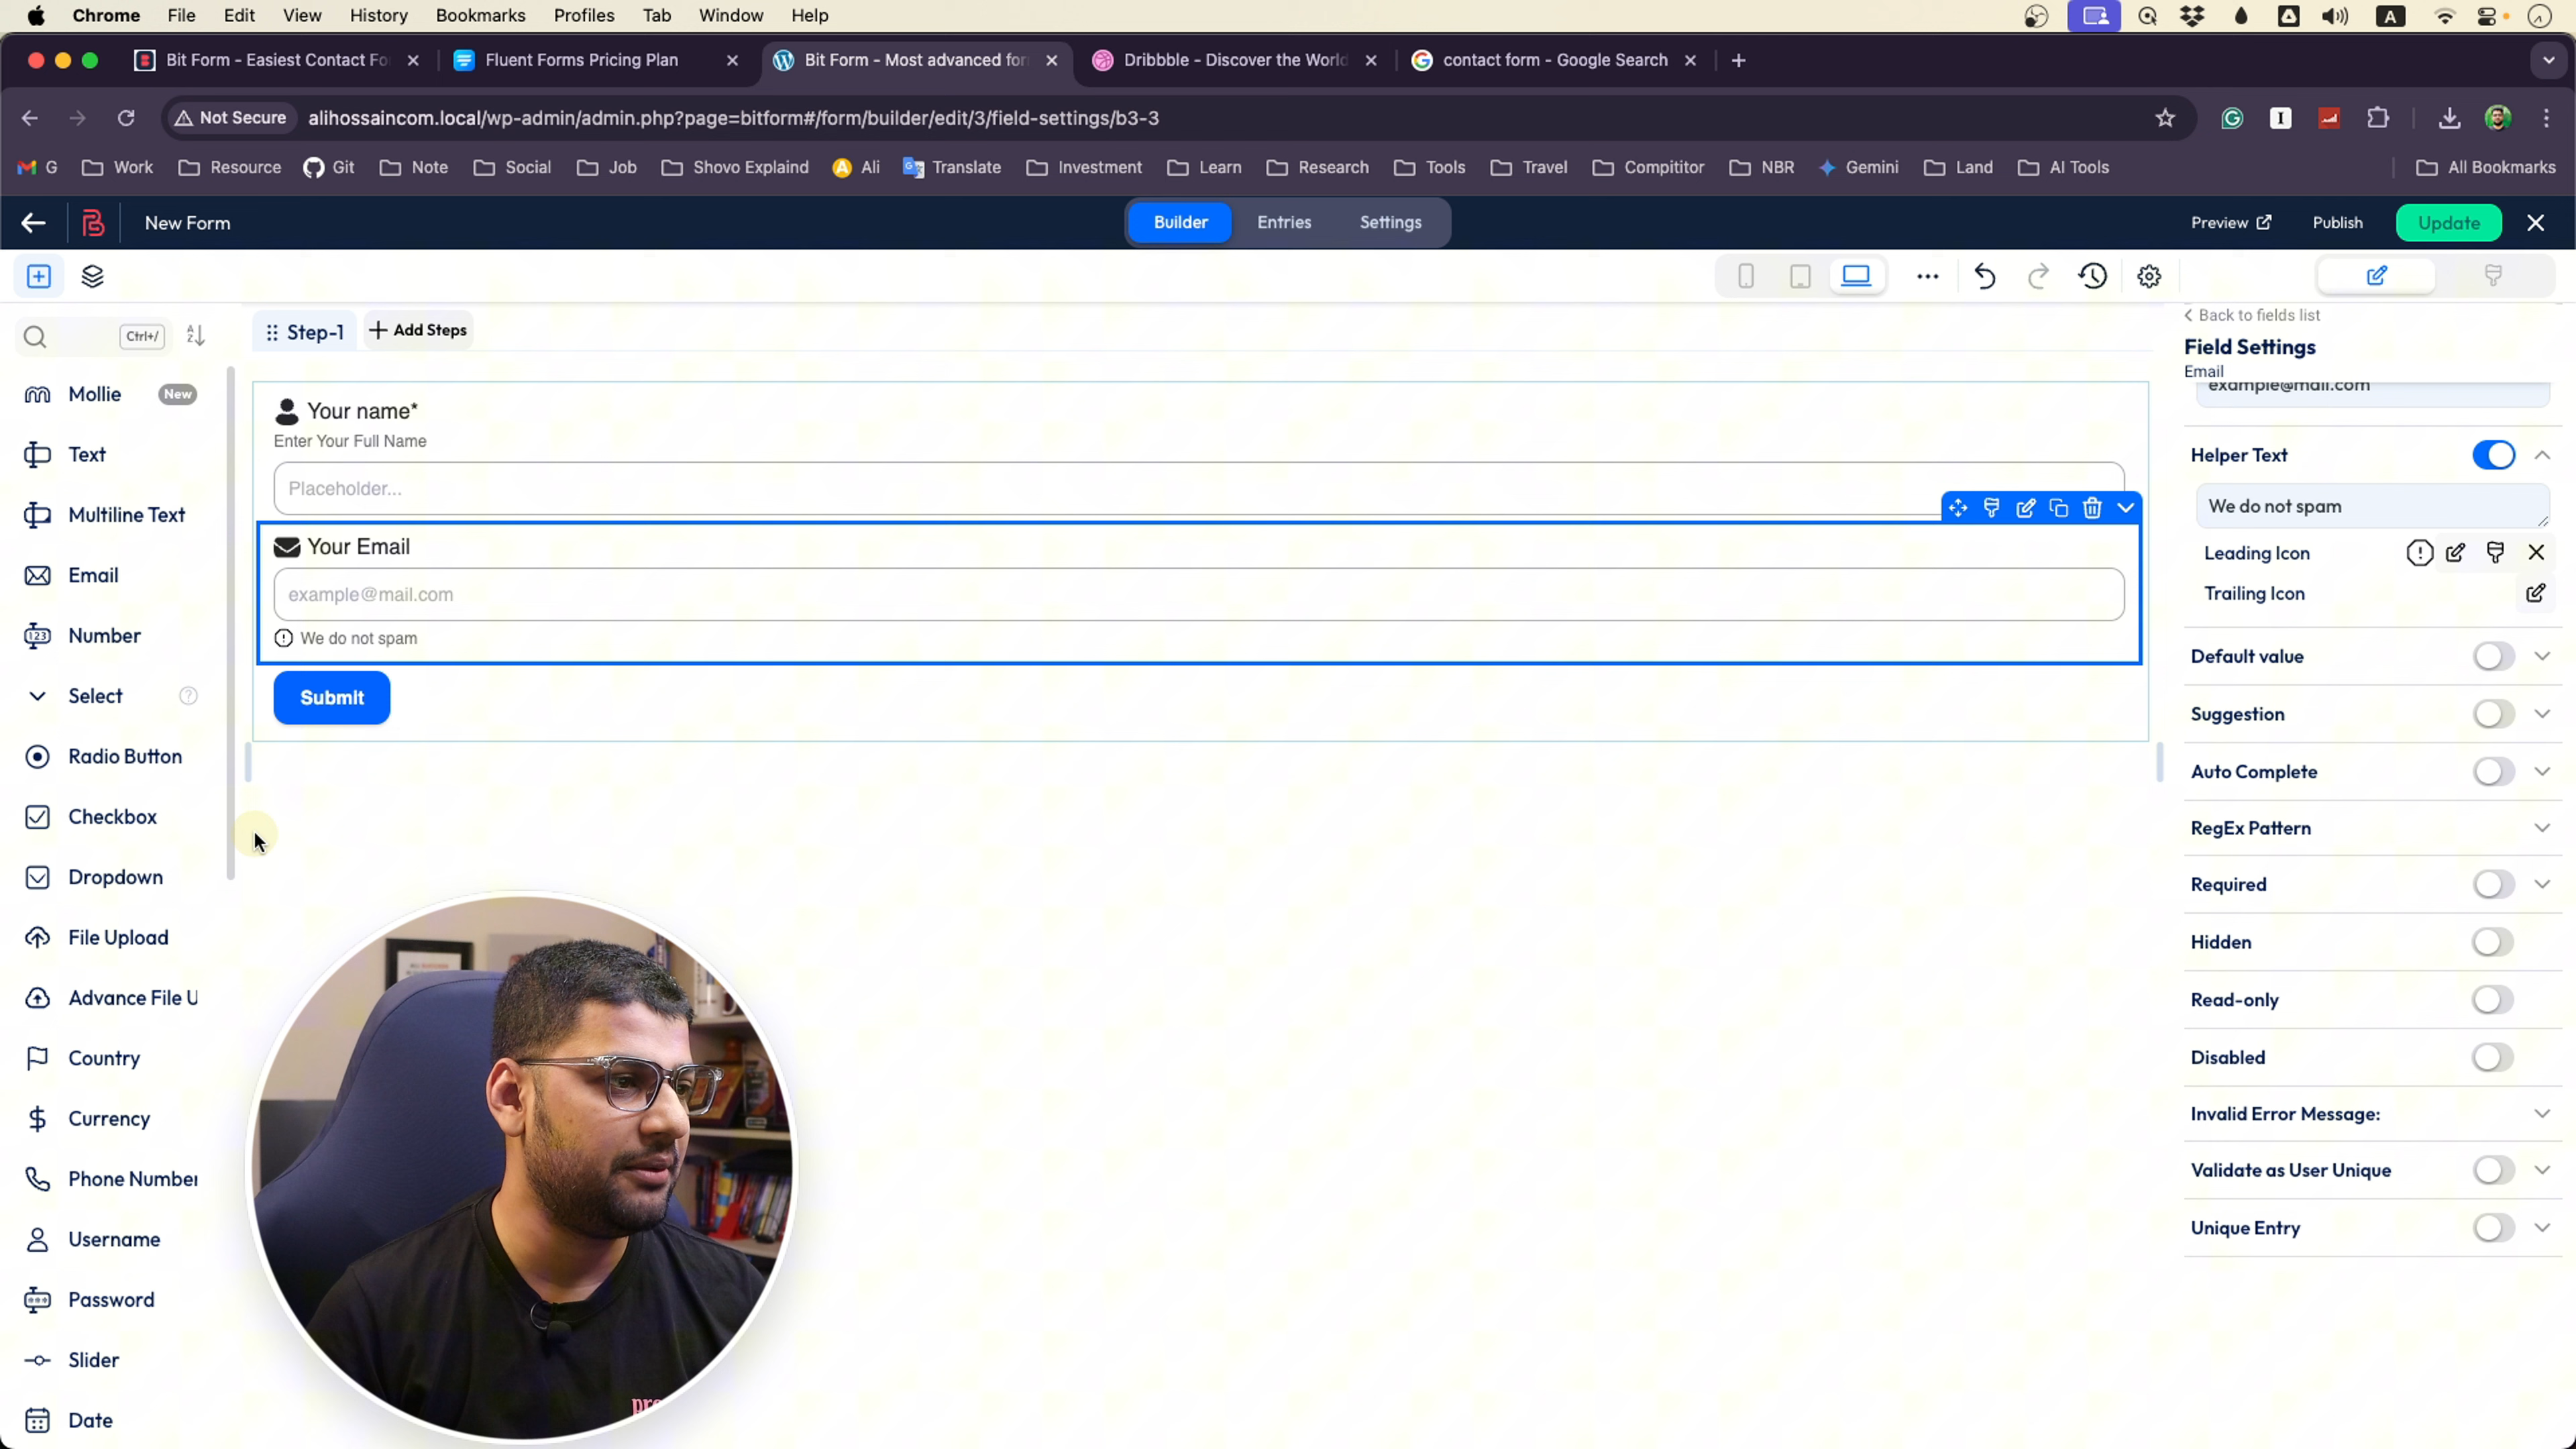 Chrome File Edit View History Bookmarks Profiles Tab Window Help
Bit Form - Easiest Contact Fo Fluent Forms Pricing Plan Bit Form - Most advanced for Dribbble - Discover the World contact form - Google Search
Not Secure alihossaincom.local/wp-admin/admin.php?page=bitform#/form/builder/edit/3/field-settings/b3-3
G Work Resource Git Note Social Job Shovo Explaind Ali Translate Investment Learn Research Tools Travel Compititor NBR Gemini Land AI Tools All Bookmarks
New Form Builder Entries Settings Preview Publish Update
Ctrl+/
Step-1 Add Steps
Mollie New
Text
Multiline Text
Email
Number
Select
Radio Button
Checkbox
Dropdown
File Upload
Advance File U
Country
Currency
Phone Number
Username
Password
Slider
Date
Your name*
Enter Your Full Name
Placeholder...
Your Email
example@mail.com
We do not spam
Submit
Back to fields list
Field Settings
Email
example@mail.com
Helper Text
We do not spam
Leading Icon
Trailing Icon
Default value
Suggestion
Auto Complete
RegEx Pattern
Required
Hidden
Read-only
Disabled
Invalid Error Message:
Validate as User Unique
Unique Entry